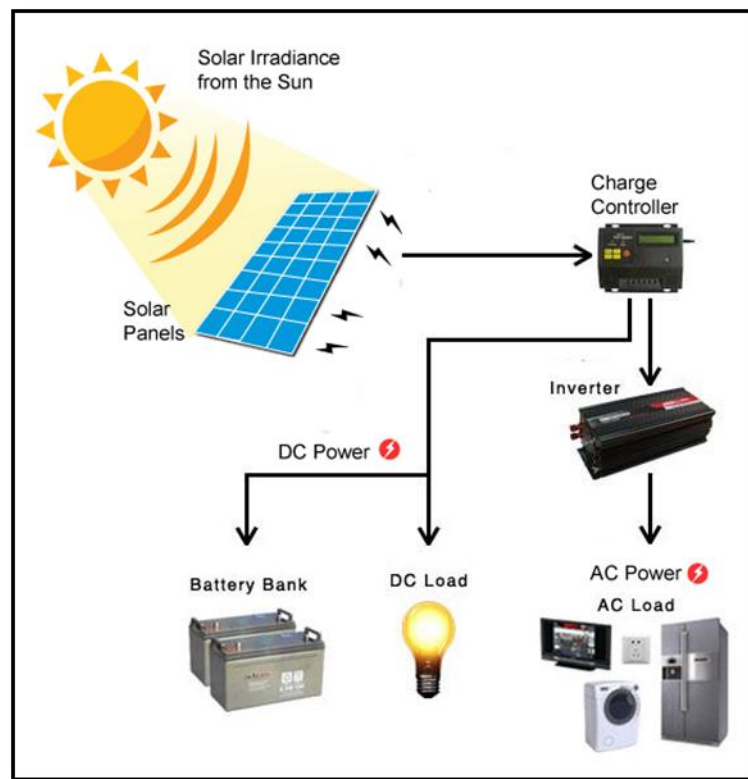 Solar Irradiance
from the Sun
Charge
Controller
Solar
Panels
Inverter
DC Power
Battery Bank
DC Load
AC Power
AC Load